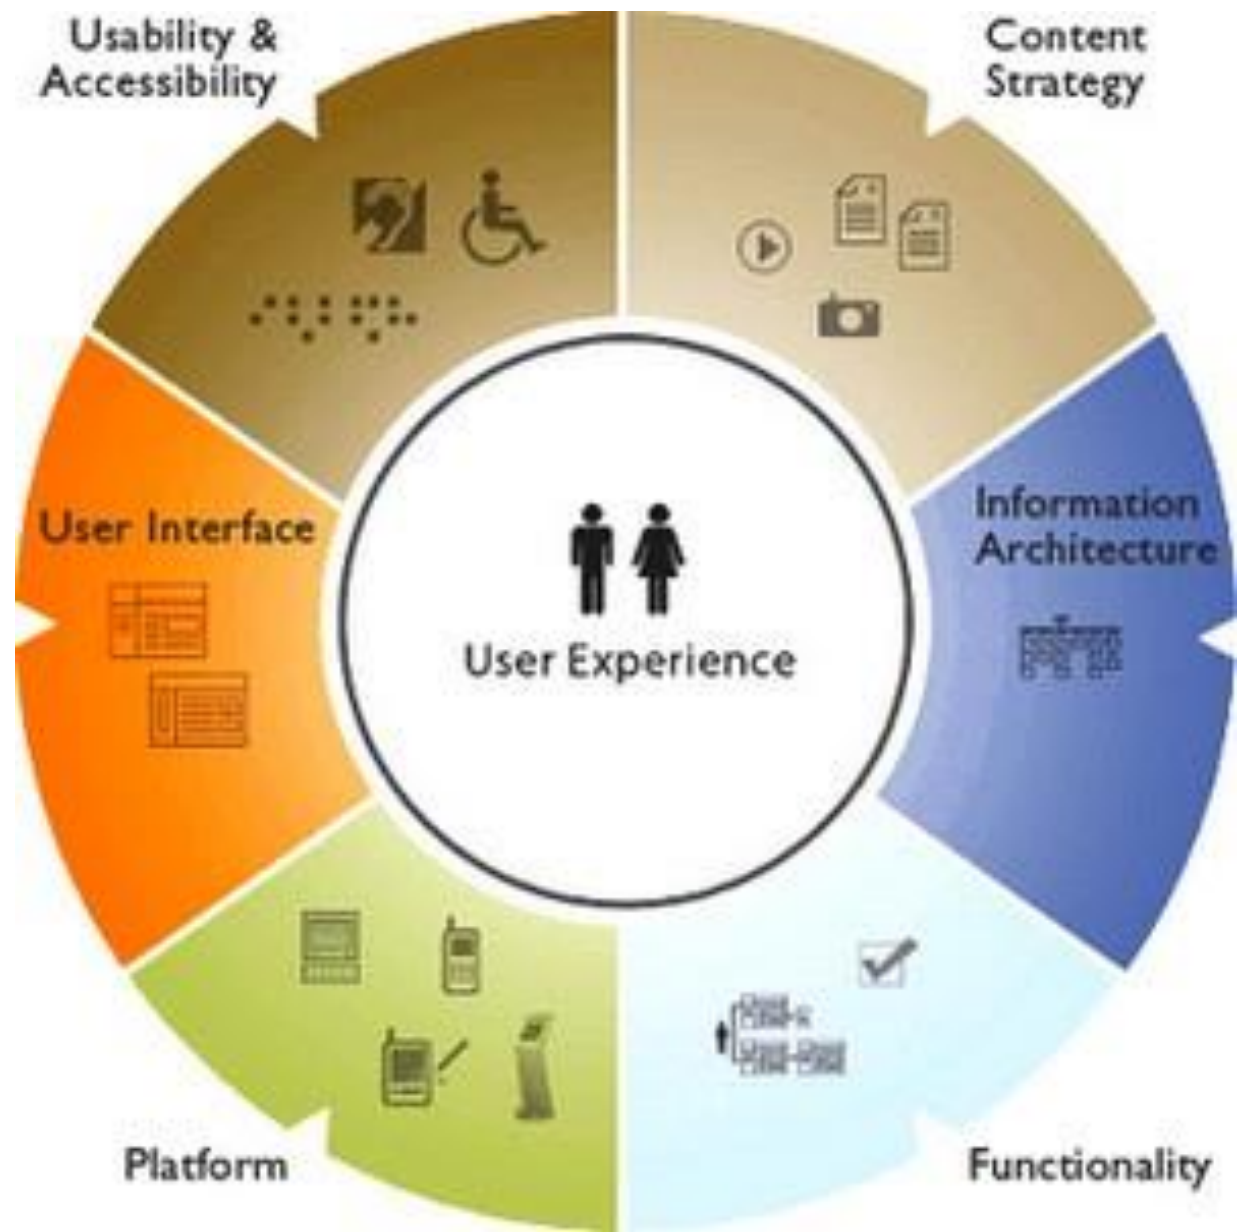 Usability &
Accessibility
Content
Strategy
User Interface
Information
Architecture
User Experience
Platform
Functionality